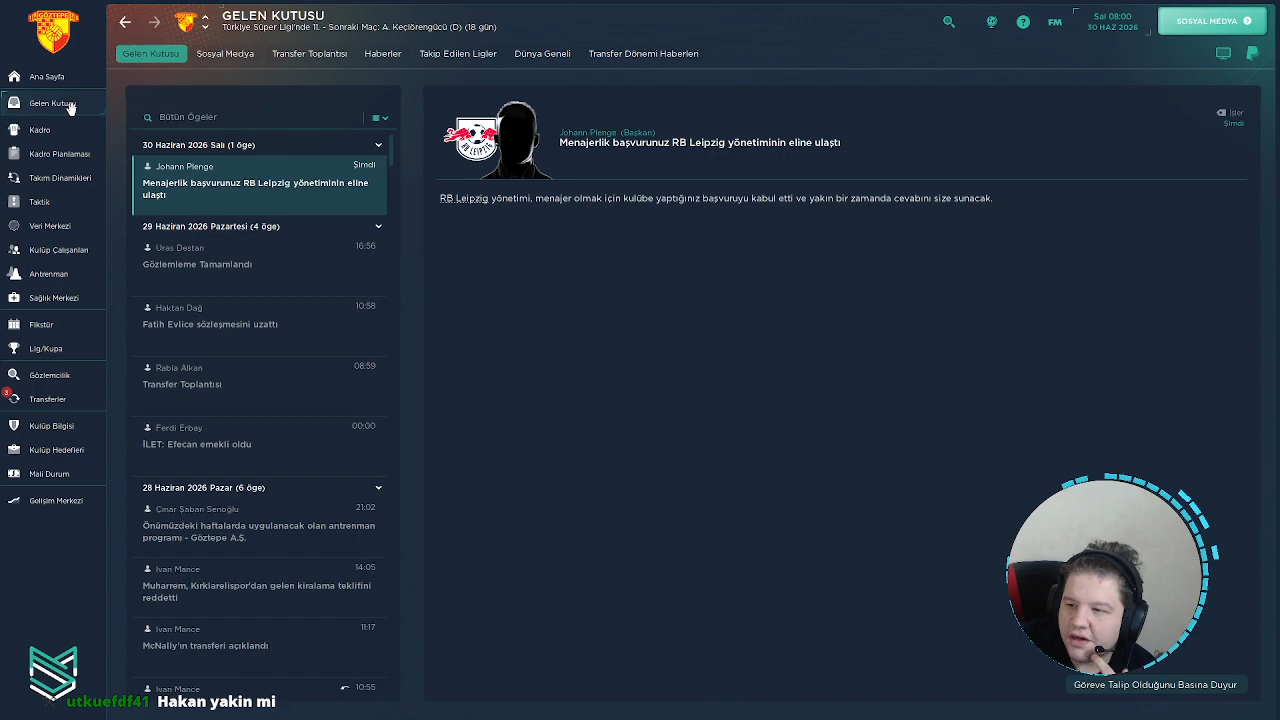 GÖZTEPE
GELEN KUTUSU
Türkiye Süper Ligi'nde 11. - Sonraki Maç: A. Keçiörengücü (D) (18 gün)
FM
Sal 08:00
30 HAZ 2026
SOSYAL MEDYA
Gelen Kutusu
Sosyal Medya
Transfer Toplantısı
Haberler
Takip Edilen Ligler
Dünya Geneli
Transfer Dönemi Haberleri
Ana Sayfa
Gelen Kutusu
Kadro
Kadro Planlaması
Takım Dinamikleri
Taktik
Veri Merkezi
Kulüp Çalışanları
Antrenman
Sağlık Merkezi
Fikstür
Lig/Kupa
Gözlemcilik
3
Transferler
Kulüp Bilgisi
Kulüp Hedefleri
Mali Durum
Gelişim Merkezi
Bütün Ögeler
30 Haziran 2026 Salı (1 öge)
Johann Plenge
Şimdi
Menajerlik başvurunuz RB Leipzig yönetiminin eline
ulaştı
29 Haziran 2026 Pazartesi (4 öge)
Uras Destan
16:56
Gözlemleme Tamamlandı
Haktan Dağ
10:58
Fatih Evlice sözleşmesini uzattı
Rabia Alkan
08:59
Transfer Toplantısı
Ferdi Erbay
00:00
İLET: Efecan emekli oldu
28 Haziran 2026 Pazar (6 öge)
Çınar Şaban Senoğlu
21:02
Önümüzdeki haftalarda uygulanacak olan antrenman
programı - Göztepe A.Ş.
Ivan Mance
14:05
Muharrem, Kırklarelispor'dan gelen kiralama teklifini
reddetti
Ivan Mance
11:17
McNally'ın transferi açıklandı
Ivan Mance
10:55
RB LEIPZIG
Johann Plenge (Başkan)
Menajerlik başvurunuz RB Leipzig yönetiminin eline ulaştı
İşler
Şimdi
RB Leipzig yönetimi, menajer olmak için kulübe yaptığınız başvuruyu kabul etti ve yakın bir zamanda cevabını size sunacak.
Göreve Talip Olduğunu Basına Duyur
utkuefdf41 Hakan yakin mi